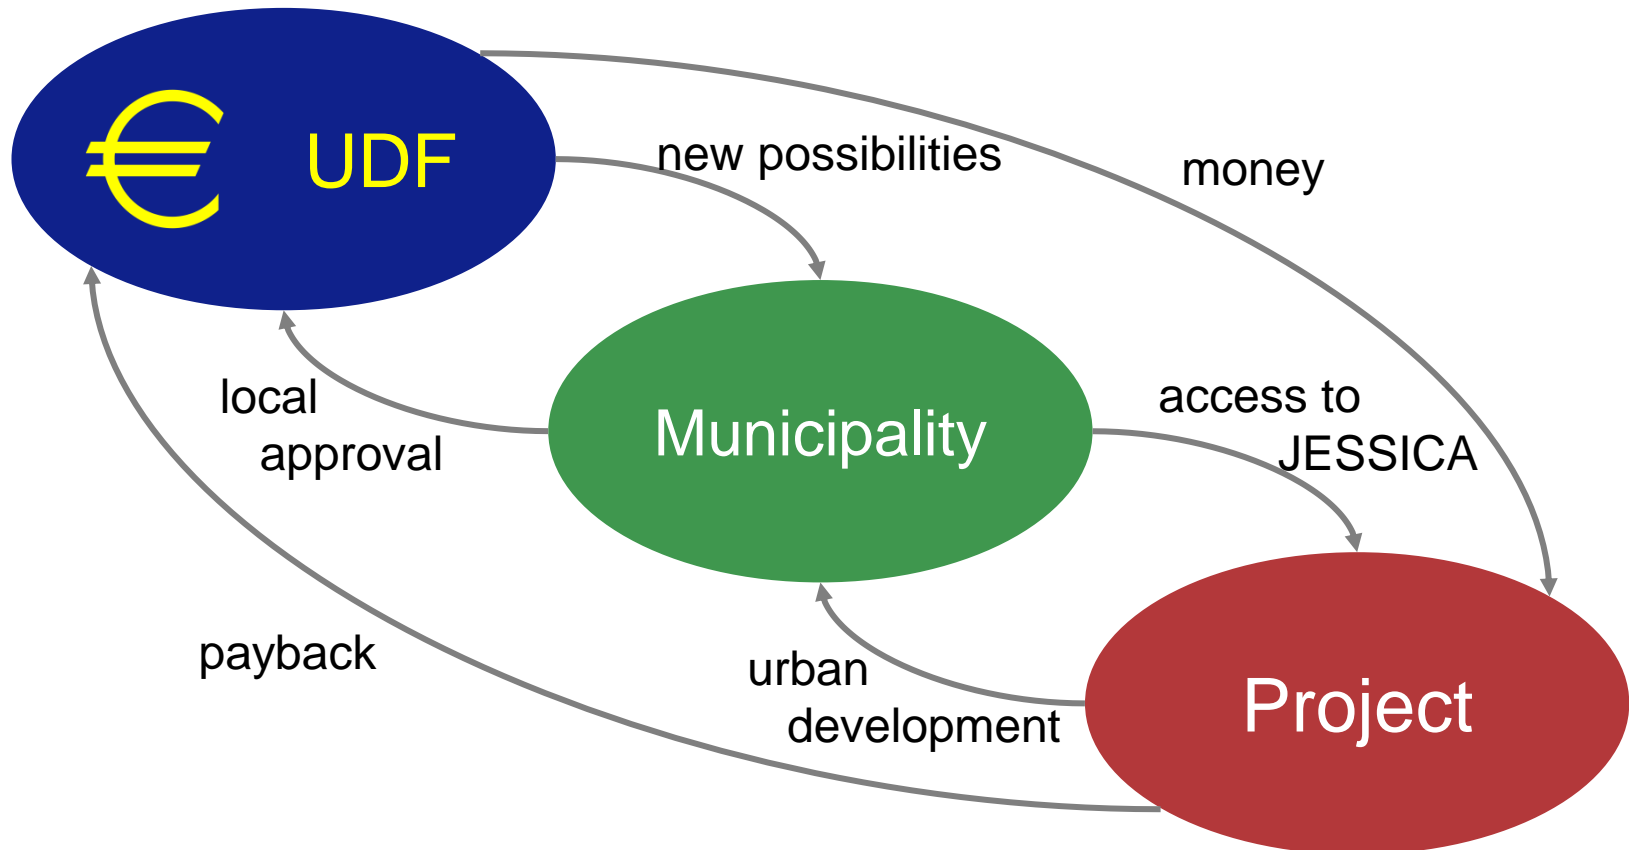 € UDF
new possibilities
money
local
approval
Municipality
access to
JESSICA
payback
urban
development
Project